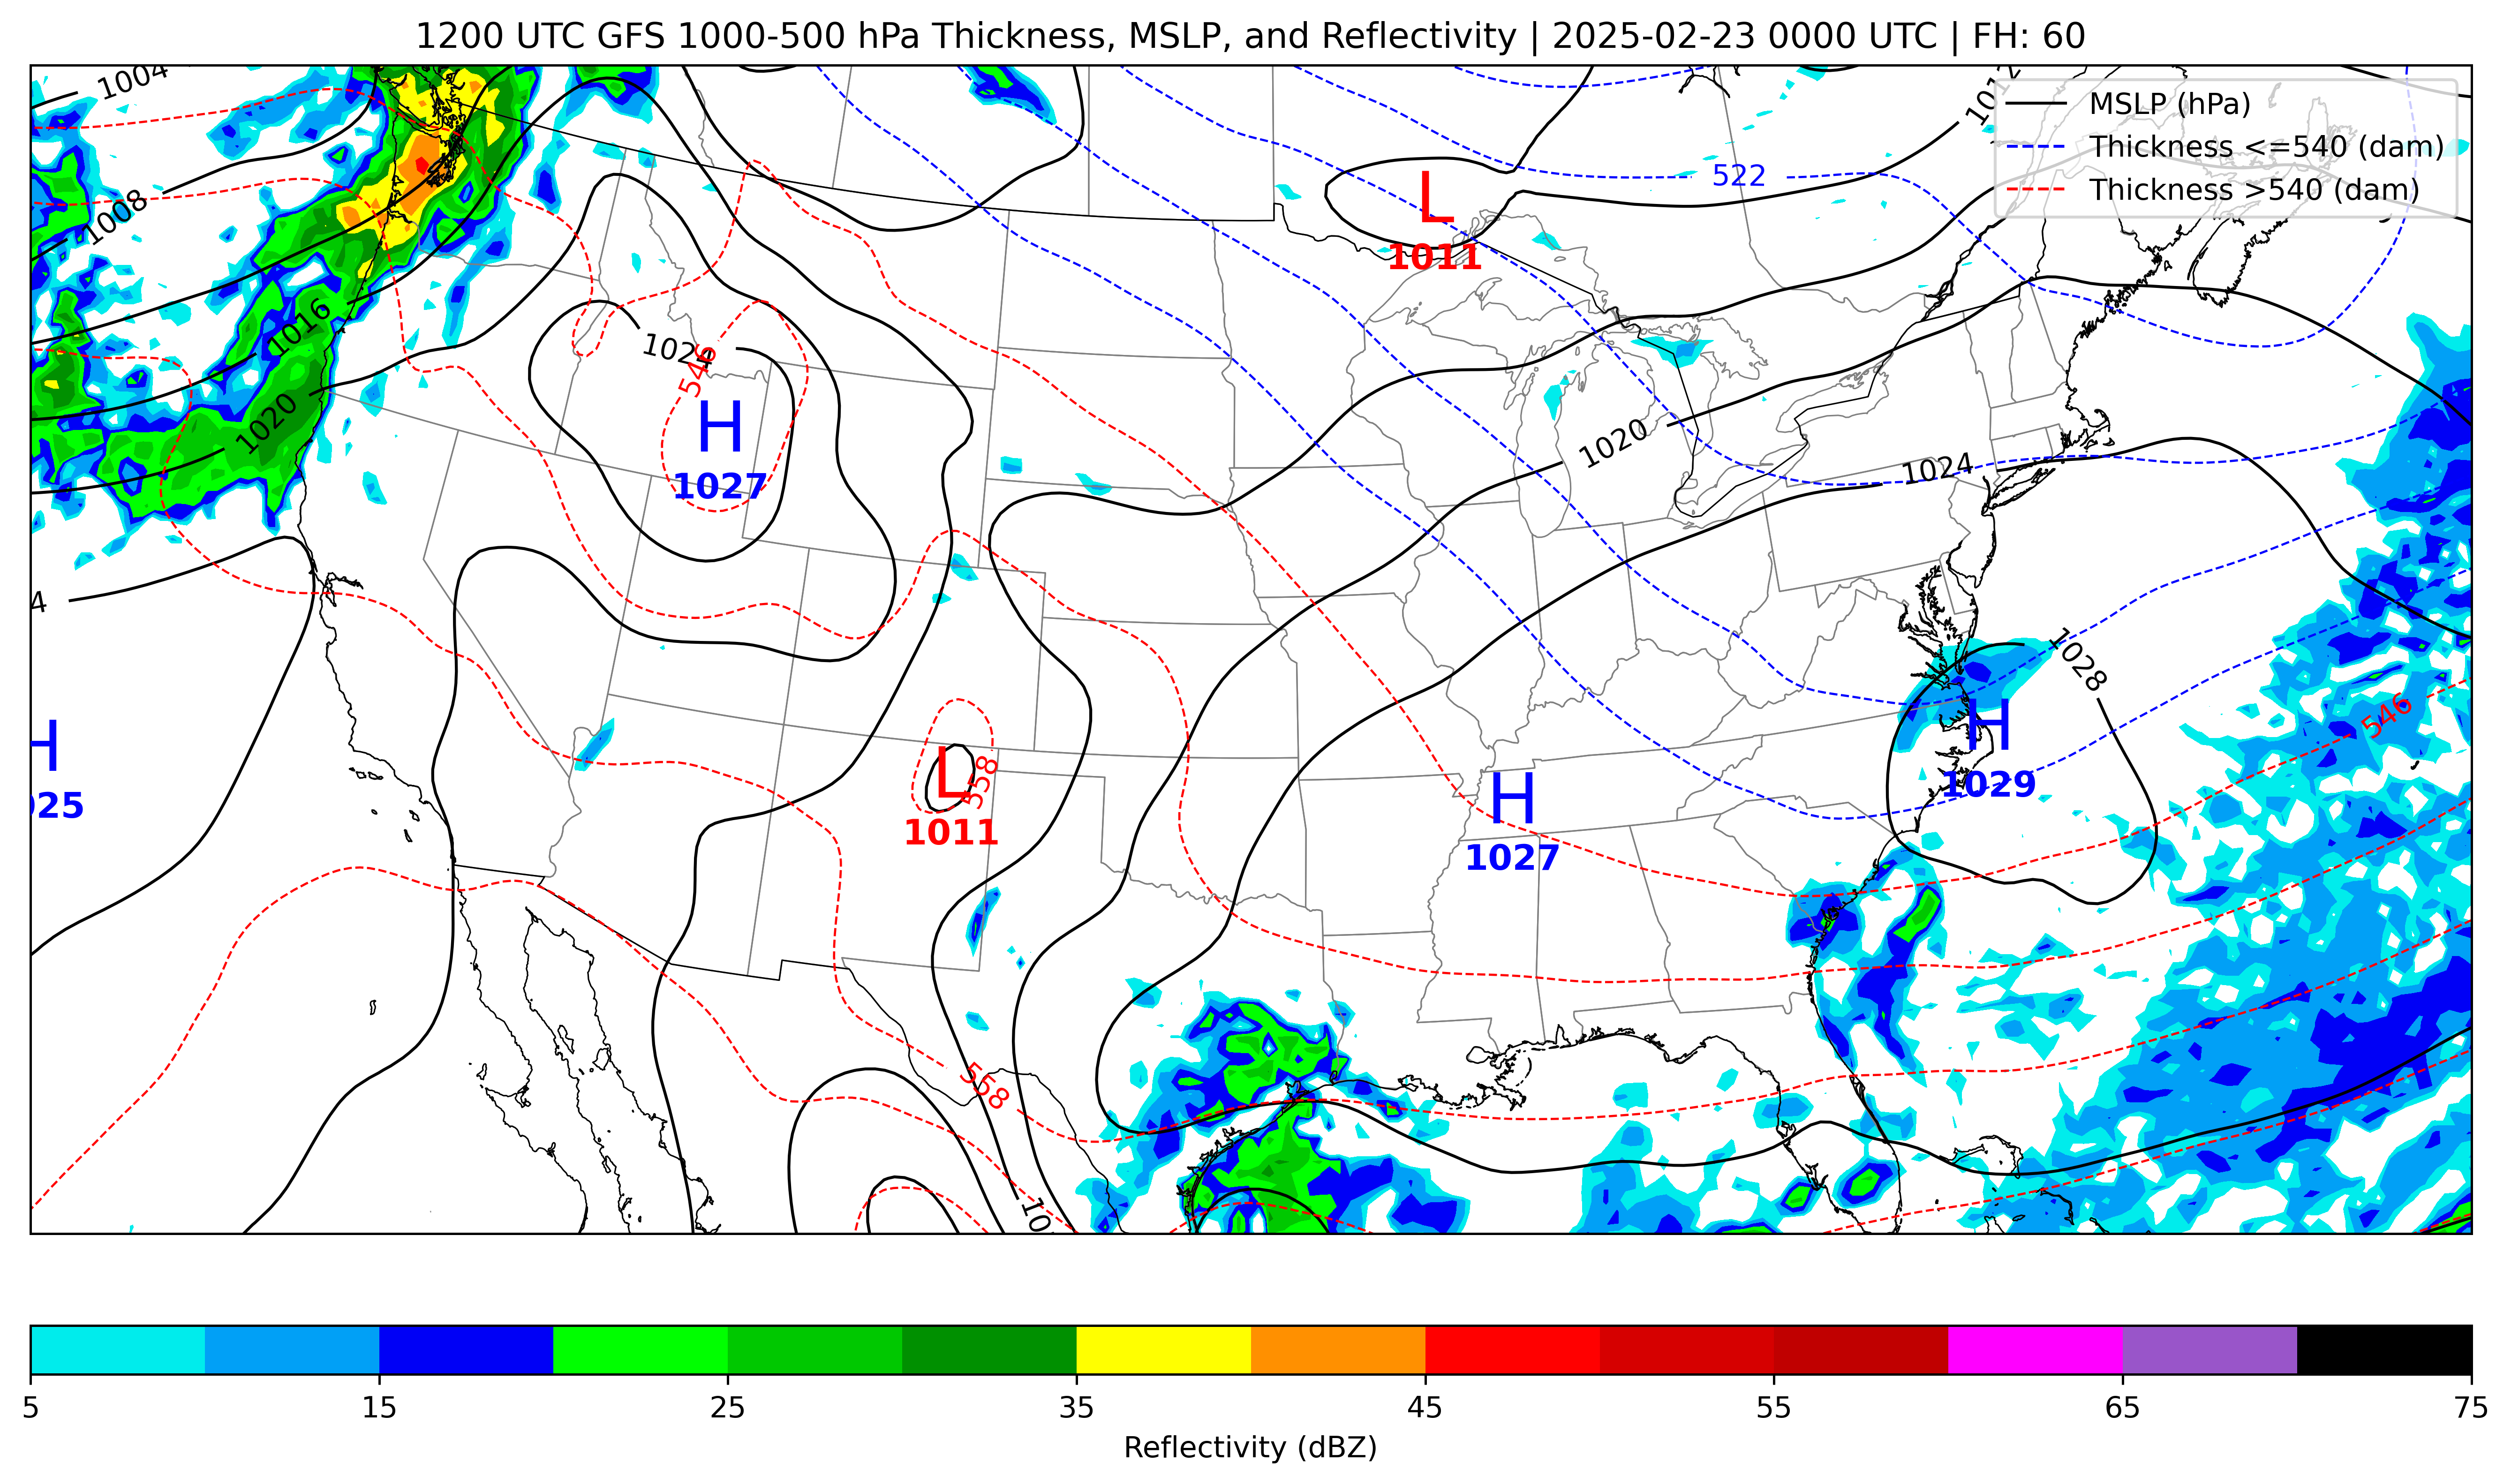 1200 UTC GFS 1000-500 hPa Thickness, MSLP, and Reflectivity | 2025-02-23 0000 UTC | FH: 60
1004
1012
MSLP (hPa)
Thickness <=540 (dam)
Thickness >540 (dam)
522
L
1011
1008
1016
1024
546
1020
H
1027
1020
1024
4
1028
H
025
L
1011
558
H
1027
H
1029
546
558
10
5 15 25 35 45 55 65 75
Reflectivity (dBZ)